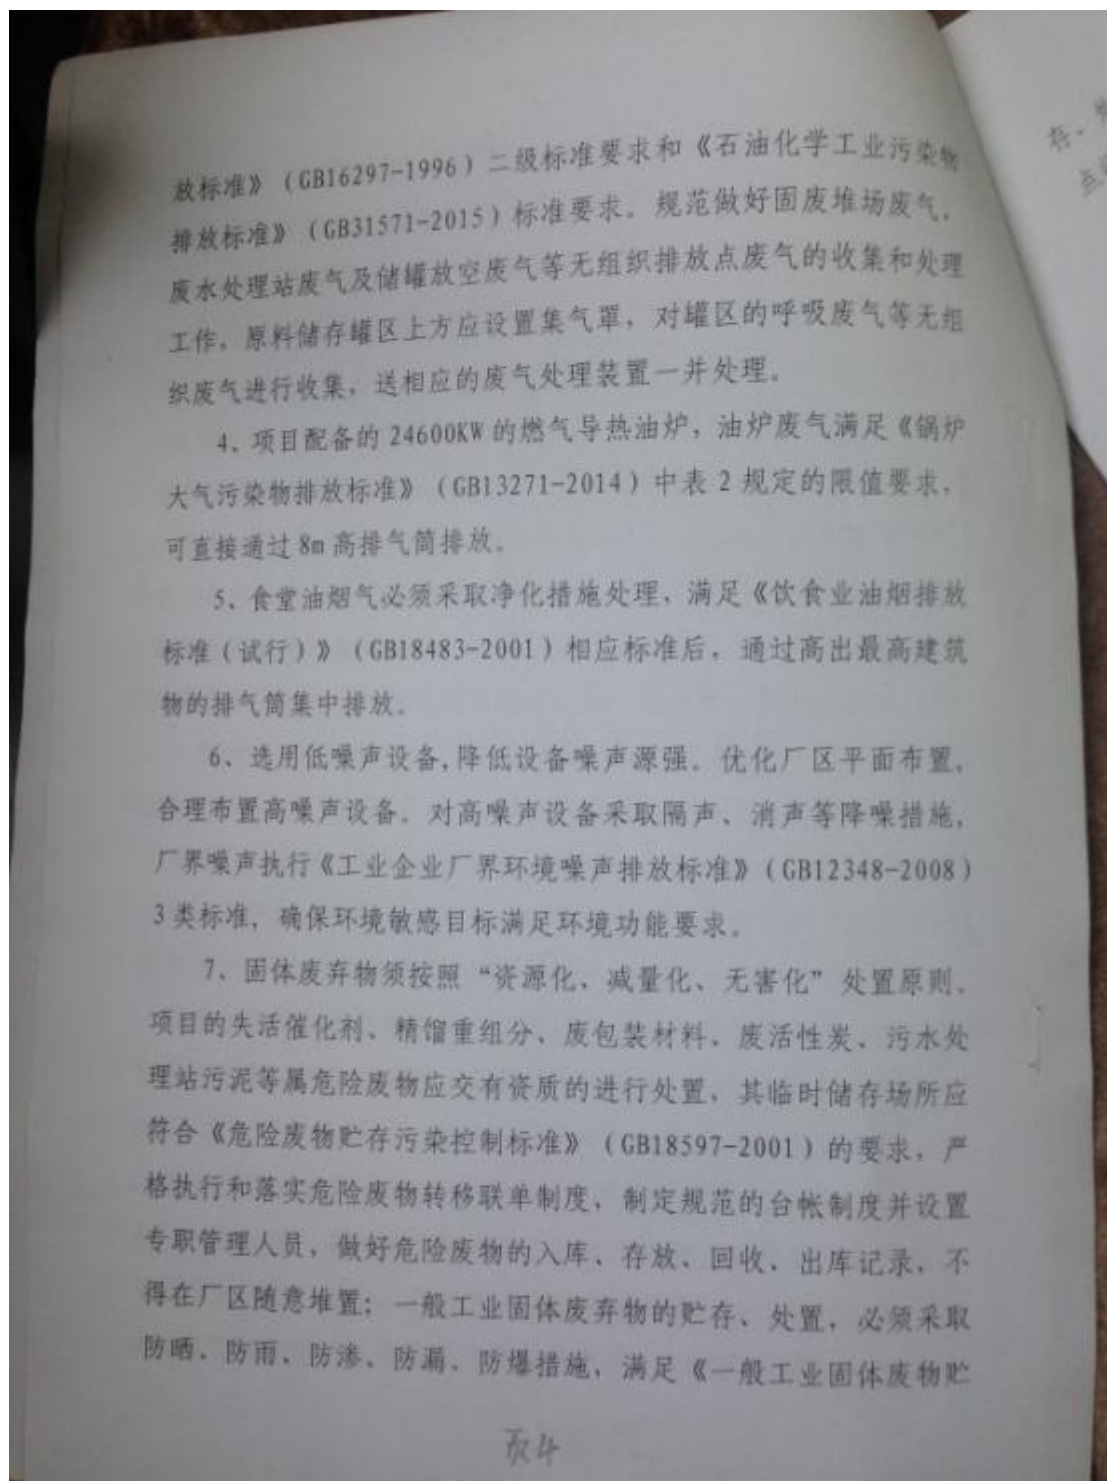 放标准》（GB16297-1996）二级标准要求和《石油化学工业污染物
排放标准》（GB31571-2015）标准要求。规范做好固废堆场废气、
废水处理站废气及储罐放空废气等无组织排放点废气的收集和处理
工作，原料储存罐区上方应设置集气罩，对罐区的呼吸废气等无组
织废气进行收集，送相应的废气处理装置一并处理。
4、项目配备的 24600KW 的燃气导热油炉，油炉废气满足《锅炉
大气污染物排放标准》（GB13271-2014）中表 2 规定的限值要求，
可直接通过 8m 高排气筒排放。
5、食堂油烟气必须采取净化措施处理，满足《饮食业油烟排放
标准（试行）》（GB18483-2001）相应标准后，通过高出最高建筑
物的排气筒集中排放。
6、选用低噪声设备,降低设备噪声源强。优化厂区平面布置，
合理布置高噪声设备。对高噪声设备采取隔声、消声等降噪措施，
厂界噪声执行《工业企业厂界环境噪声排放标准》（GB12348-2008）
3 类标准，确保环境敏感目标满足环境功能要求。
7、固体废弃物须按照“资源化、减量化、无害化”处置原则。
项目的失活催化剂、精馏重组分、废包装材料、废活性炭、污水处
理站污泥等属危险废物应交有资质的进行处置，其临时储存场所应
符合《危险废物贮存污染控制标准》（GB18597-2001）的要求，严
格执行和落实危险废物转移联单制度，制定规范的台帐制度并设置
专职管理人员，做好危险废物的入库、存放、回收、出库记录，不
得在厂区随意堆置；一般工业固体废弃物的贮存、处置，必须采取
防晒、防雨、防渗、防漏、防爆措施，满足《一般工业固体废物贮
存、